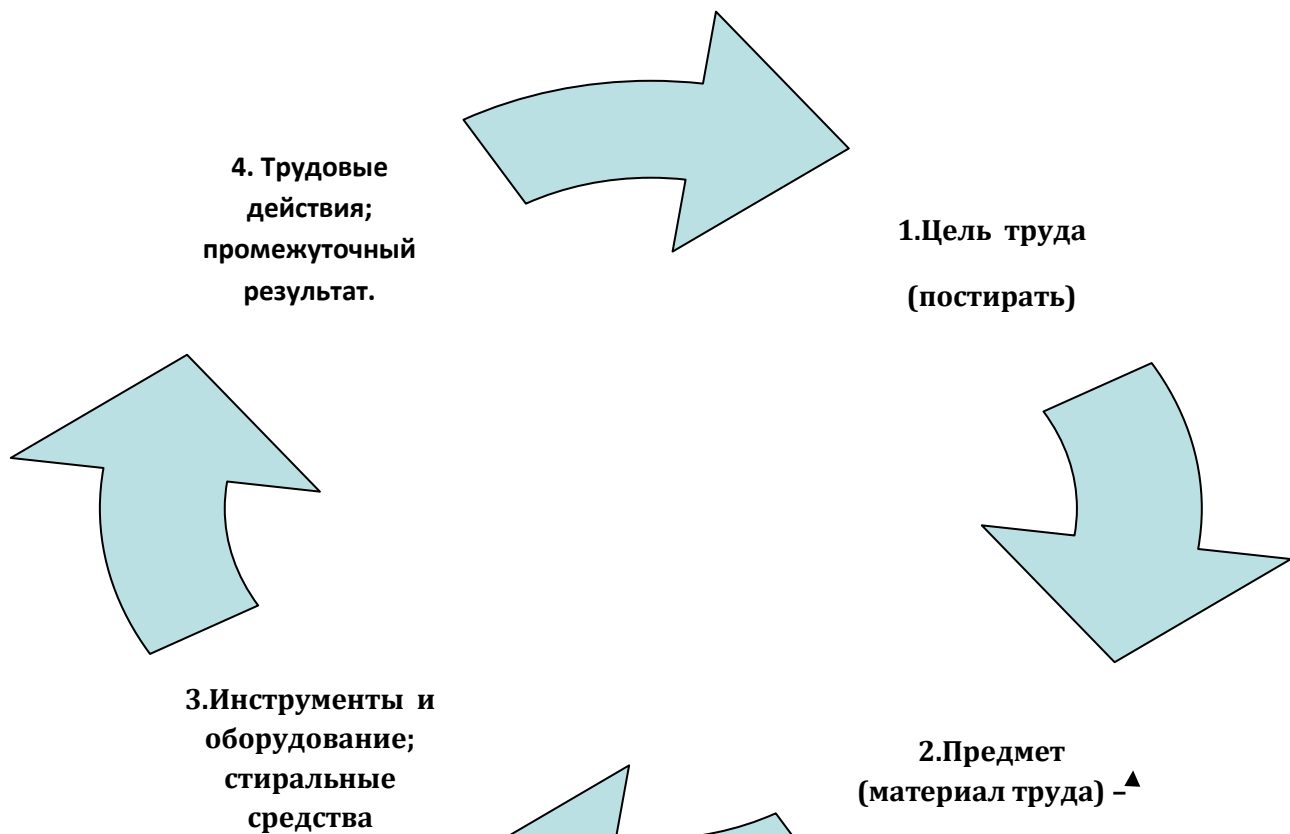 4. Трудовые
действия;
промежуточный
результат.
1.Цель труда
(постирать)
3.Инструменты и
оборудование;
стиральные
средства
2.Предмет
(материал труда) –